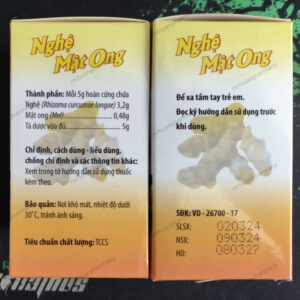 Nghệ
Mật Ong
Thành phần: Mỗi 5g hoàn cứng chứa
Nghệ (Rhizoma curcumae longae) 3,2g
Mật ong (Mel) 0,48g
Tá dược vừa đủ 5g
Chỉ định, cách dùng - liều dùng,
chống chỉ định và các thông tin khác:
Xem trong tờ hướng dẫn sử dụng thuốc
kèm theo.
Bảo quản: Nơi khô mát, nhiệt độ dưới
30°C, tránh ánh sáng.
Tiêu chuẩn chất lượng: TCCS
Nghệ
Mật Ong
Để xa tầm tay trẻ em.
Đọc kỹ hướng dẫn sử dụng trước
khi dùng.
SĐK: VD - 26700 - 17
SLSX: 020324
NSX: 090324
HD: 080327